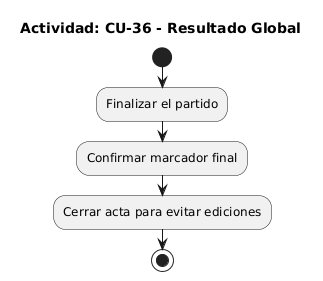 Actividad: CU-36 - Resultado Global
Finalizar el partido
Confirmar marcador final
Cerrar acta para evitar ediciones